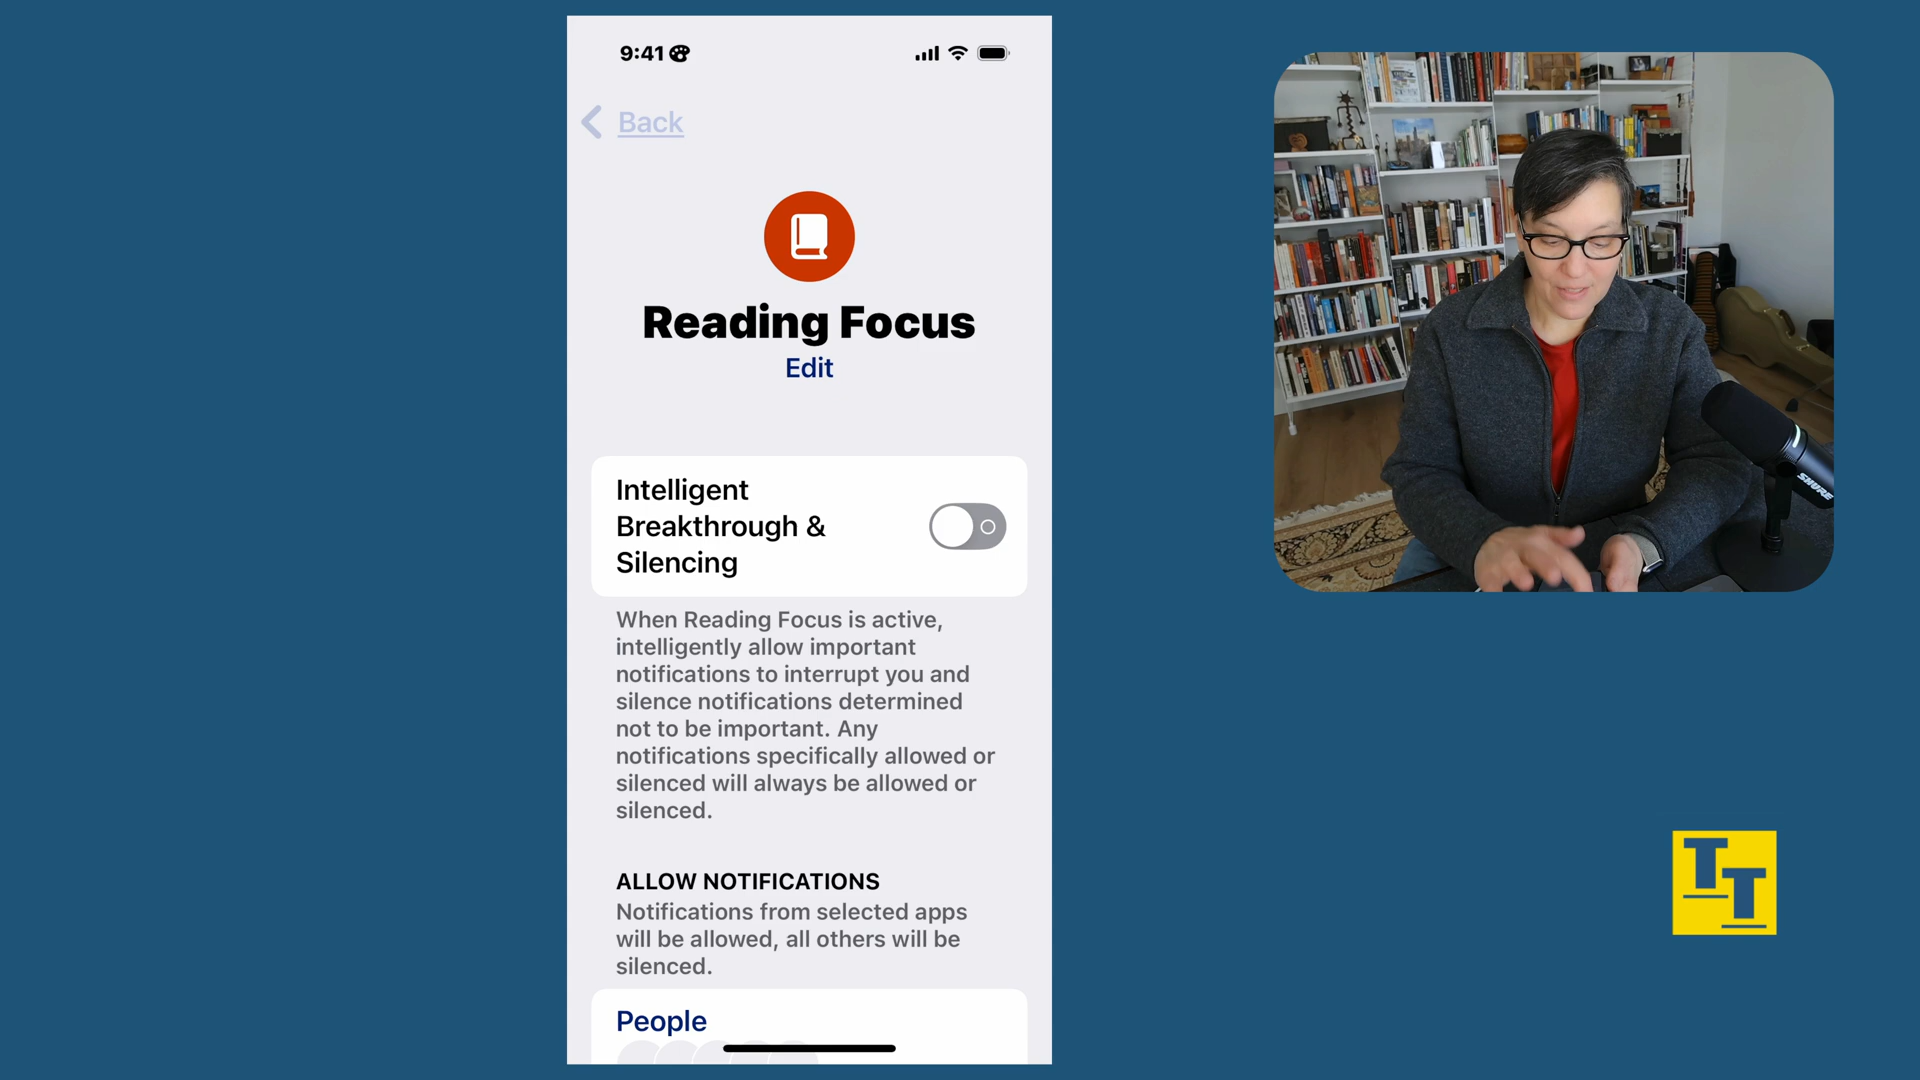 9:41
Back
Reading Focus
Edit
Intelligent
Breakthrough &
Silencing
When Reading Focus is active,
intelligently allow important
notifications to interrupt you and
silence notifications determined
not to be important. Any
notifications specifically allowed or
silenced will always be allowed or
silenced.
ALLOW NOTIFICATIONS
Notifications from selected apps
will be allowed, all others will be
silenced.
People
SHURE
TT